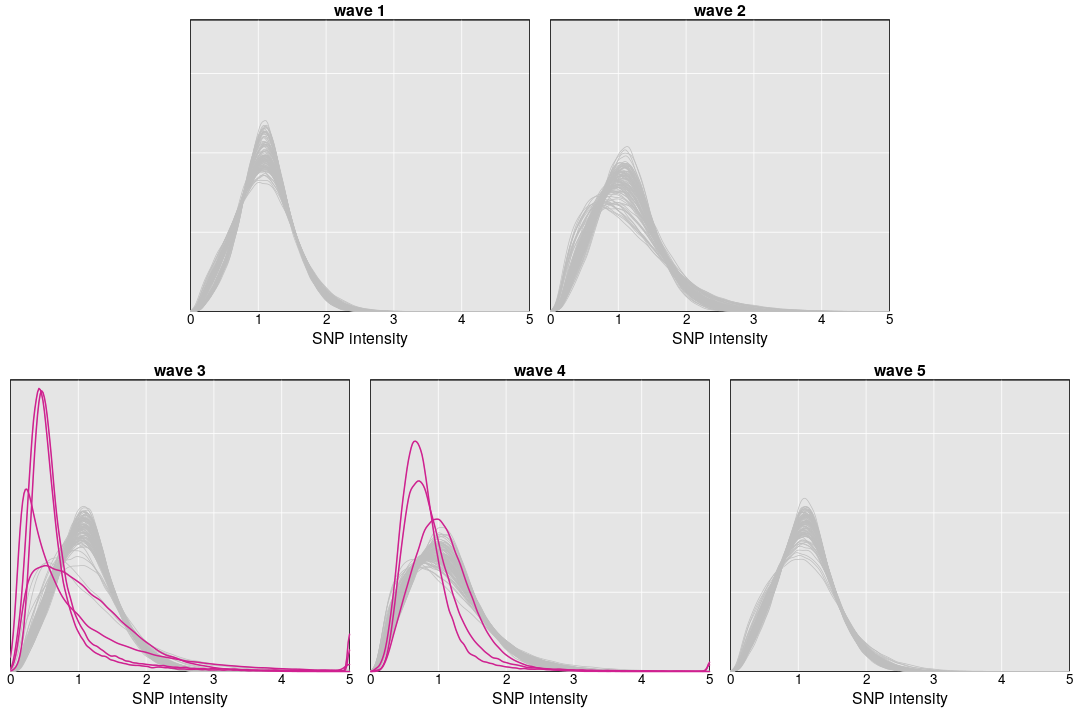 wave 1
wave 2
0 1 2 3 4 5
0 1 2 3 4 5
SNP intensity
SNP intensity
wave 3
wave 4
wave 5
0 1 2 3 4 5
0 1 2 3 4 5
0 1 2 3 4 5
SNP intensity
SNP intensity
SNP intensity